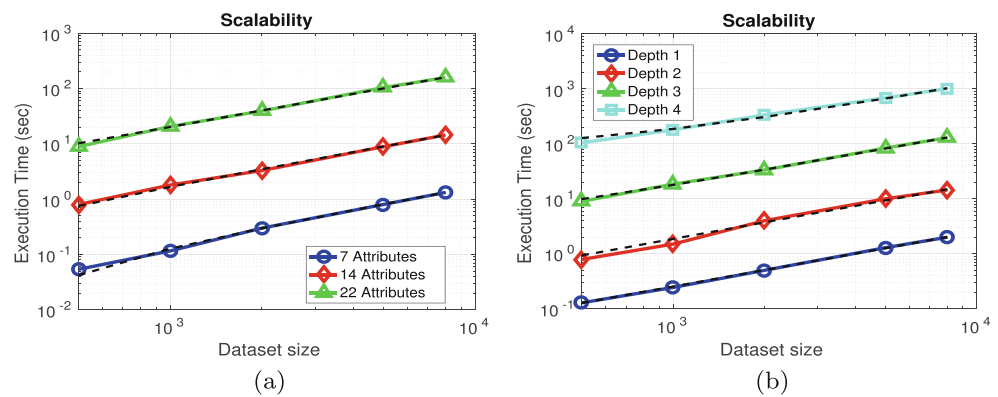 Scalability
10 3
10 2
10 1
10 0
10 -1
10 -2
Execution Time (sec)
7 Attributes
14 Attributes
22 Attributes
10 3
10 4
Dataset size
(a)
Scalability
10 4
10 3
10 2
10 1
10 0
10 -1
Execution Time (sec)
Depth 1
Depth 2
Depth 3
Depth 4
10 3
10 4
Dataset size
(b)